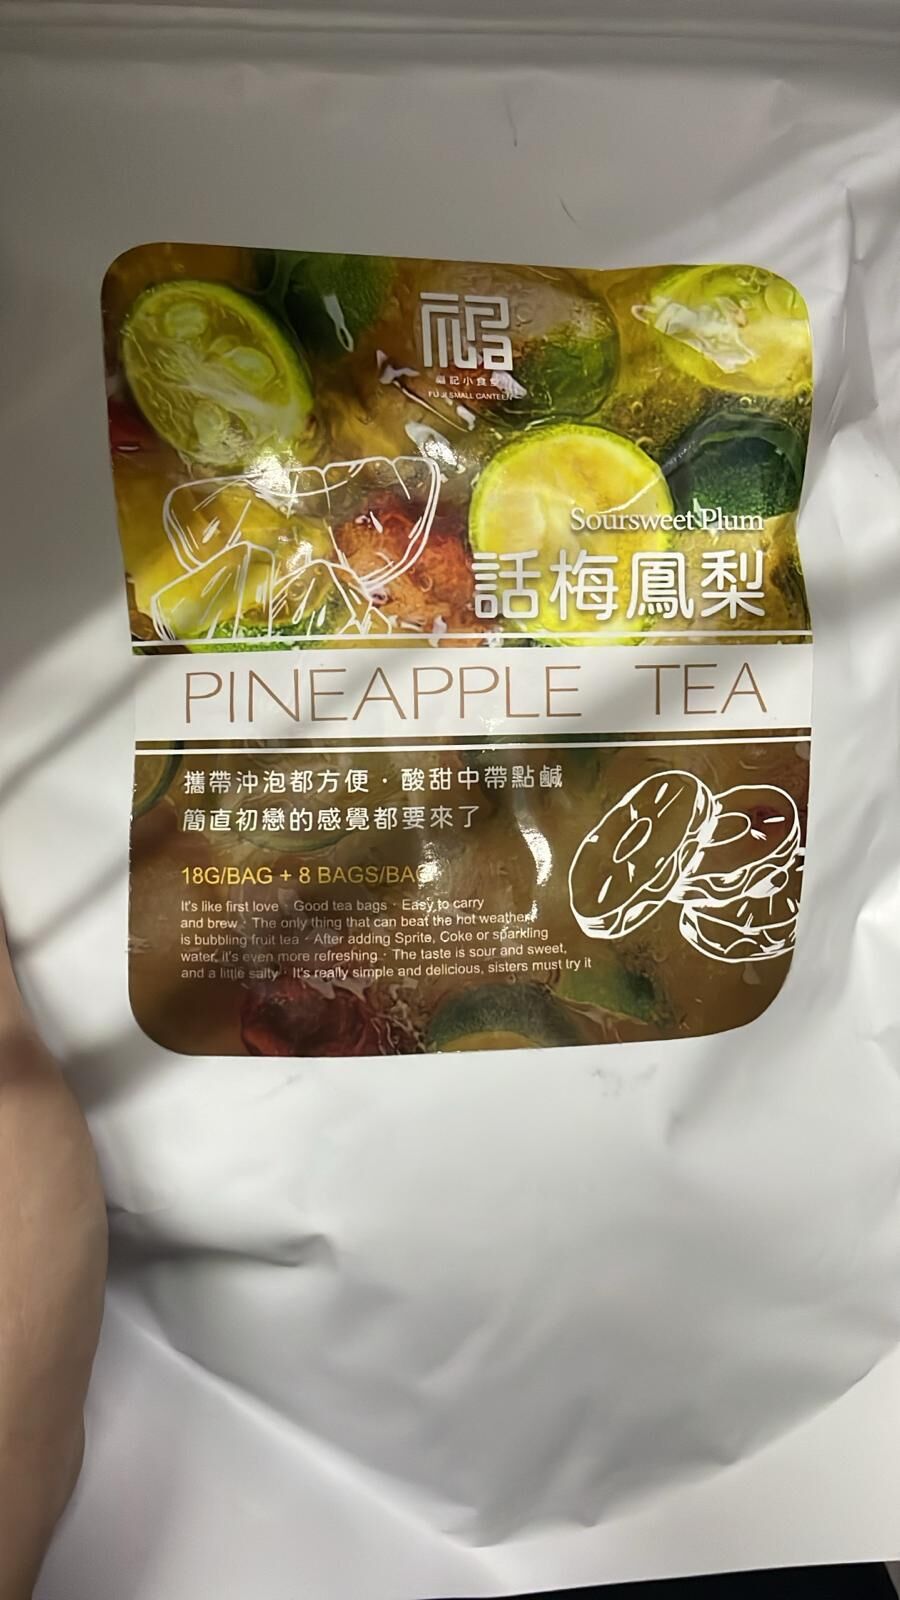 福記小食堂
FU JI SMALL CANTEEN
Soursweet Plum
話梅鳳梨
PINEAPPLE TEA
攜帶沖泡都方便・酸甜中帶點鹹
簡直初戀的感覺都要來了
18G/BAG + 8 BAGS/BAG
It's like first love · Good tea bags · Easy to carry
and brew · The only thing that can beat the hot weather
is bubbling fruit tea · After adding Sprite, Coke or sparkling
water, it's even more refreshing · The taste is sour and sweet,
and a little salty · It's really simple and delicious, sisters must try it